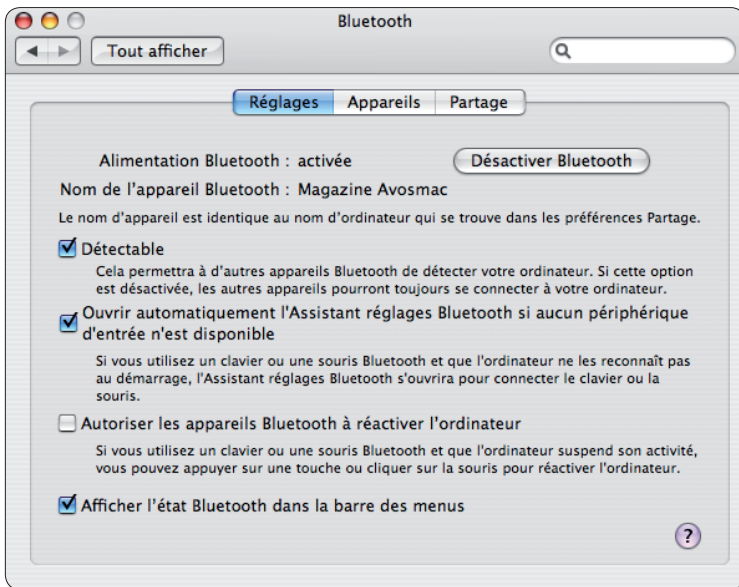 Bluetooth
Tout afficher
Réglages Appareils Partage
Alimentation Bluetooth : activée Désactiver Bluetooth
Nom de l'appareil Bluetooth : Magazine Avosmac
Le nom d'appareil est identique au nom d'ordinateur qui se trouve dans les préférences Partage.
Détectable
Cela permettra à d'autres appareils Bluetooth de détecter votre ordinateur. Si cette option
est désactivée, les autres appareils pourront toujours se connecter à votre ordinateur.
Ouvrir automatiquement l'Assistant réglages Bluetooth si aucun périphérique
d'entrée n'est disponible
Si vous utilisez un clavier ou une souris Bluetooth et que l'ordinateur ne les reconnaît pas
au démarrage, l'Assistant réglages Bluetooth s'ouvrira pour connecter le clavier ou la
souris.
Autoriser les appareils Bluetooth à réactiver l'ordinateur
Si vous utilisez un clavier ou une souris Bluetooth et que l'ordinateur suspend son activité,
vous pouvez appuyer sur une touche ou cliquer sur la souris pour réactiver l'ordinateur.
Afficher l'état Bluetooth dans la barre des menus
?